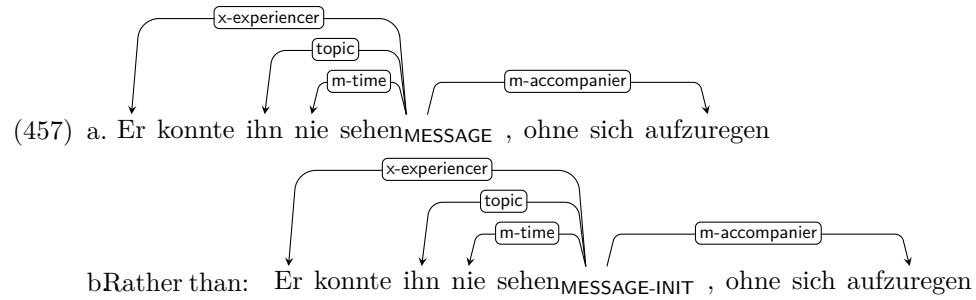 x-experiencer
topic
m-time
m-accompanier
(457) a. Er konnte ihn nie sehenMESSAGE , ohne sich aufzuregen
x-experiencer
topic
m-time
m-accompanier
bRather than: Er konnte ihn nie sehenMESSAGE-INIT , ohne sich aufzuregen